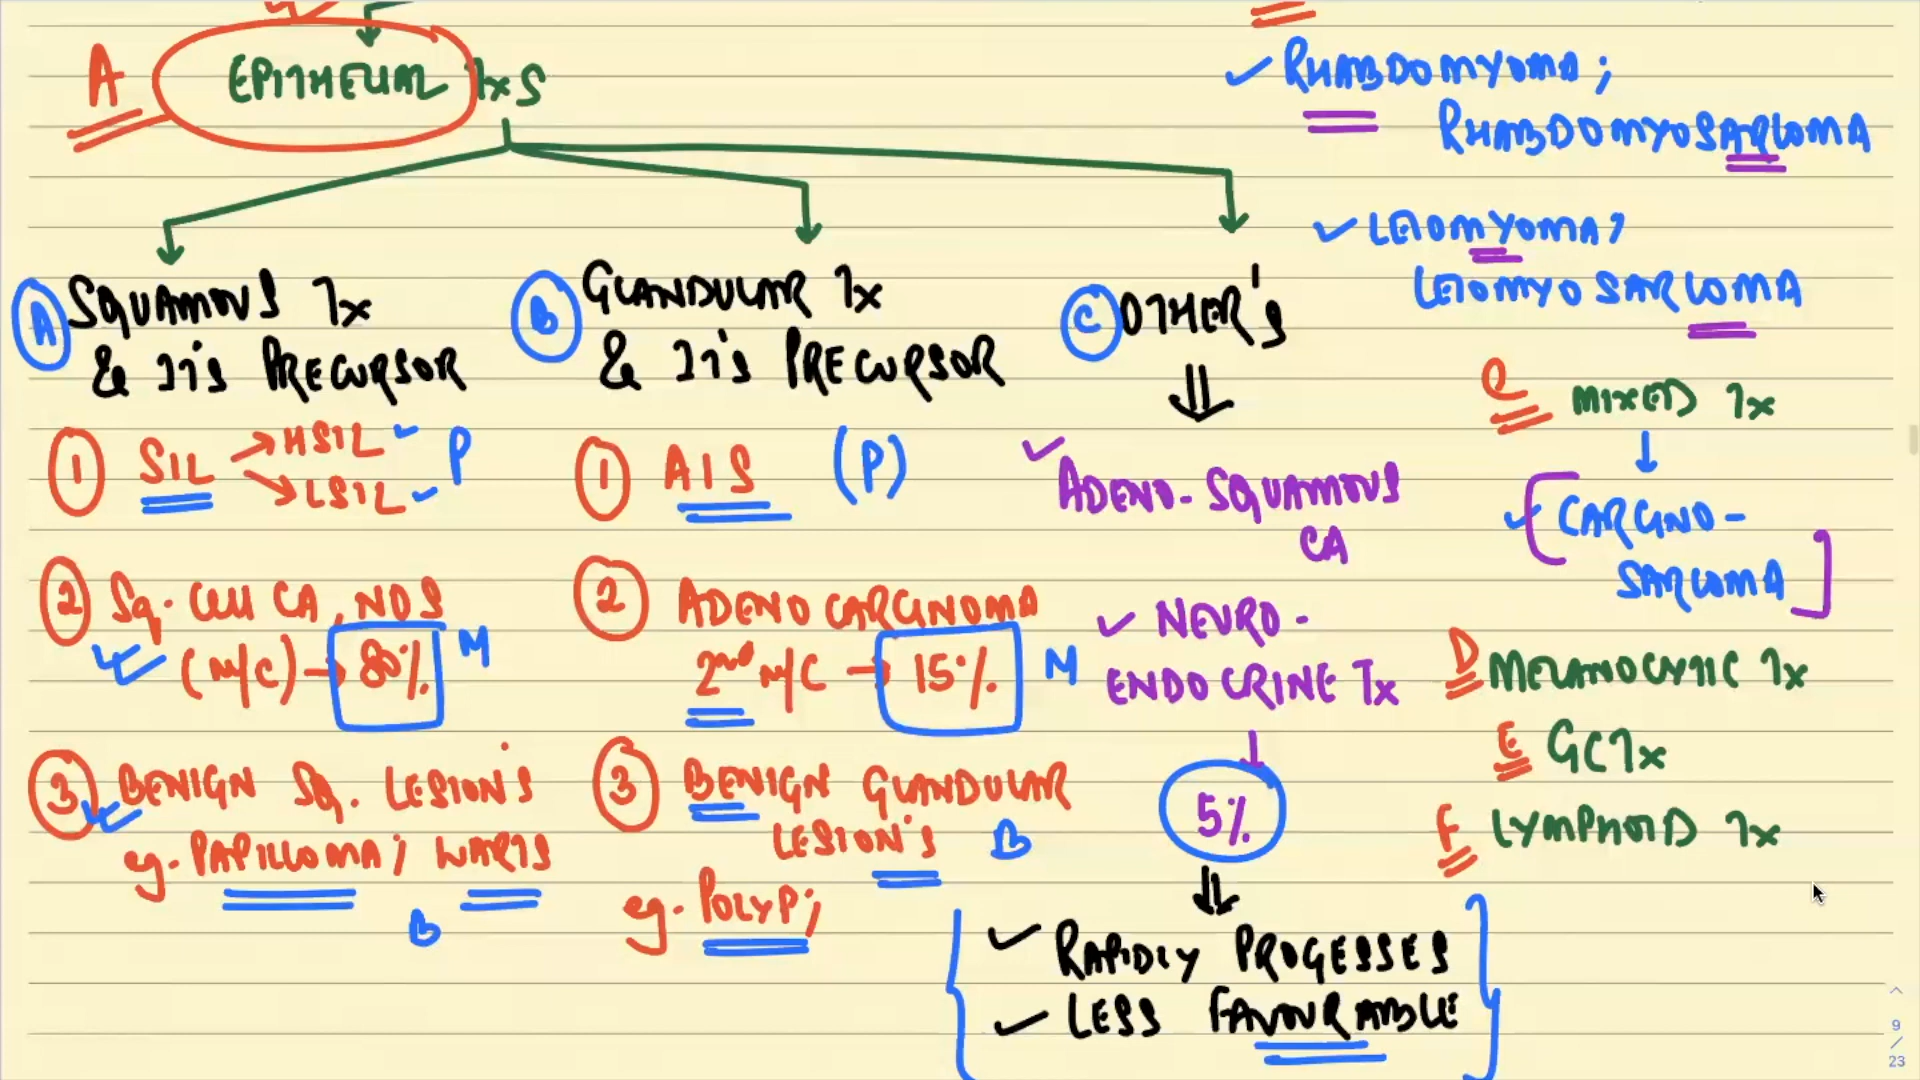 A EPITHELIAL TxS
A SQUAMOUS Tx
& IT'S PRECURSOR
1 SIL → HSIL P
→ LSIL
2 Sq. Cell CA, NOS
(M/C) → 80% M
3 BENIGN Sq. LESION'S
eg. PAPILLOMA; WARTS
B
B GLANDULAR Tx
& IT'S PRECURSOR
1 AIS (P)
2 ADENOCARCINOMA
2nd M/C → 15% M
3 BENIGN GLANDULAR
LESION'S B
eg. POLYP;
C OTHER'S
ADENO-SQUAMOUS
CA
NEURO-
ENDOCRINE Tx
5%
RAPIDLY PROGESSES
LESS FAVOURABLE
RHABDOMYOMA;
RHABDOMYOSARCOMA
LEIOMYOMA;
LEIOMYOSARCOMA
C MIXED Tx
CARCINO-
SARCOMA
D MELANOCYTIC Tx
E GCTx
F LYMPHOID Tx
9
/
23